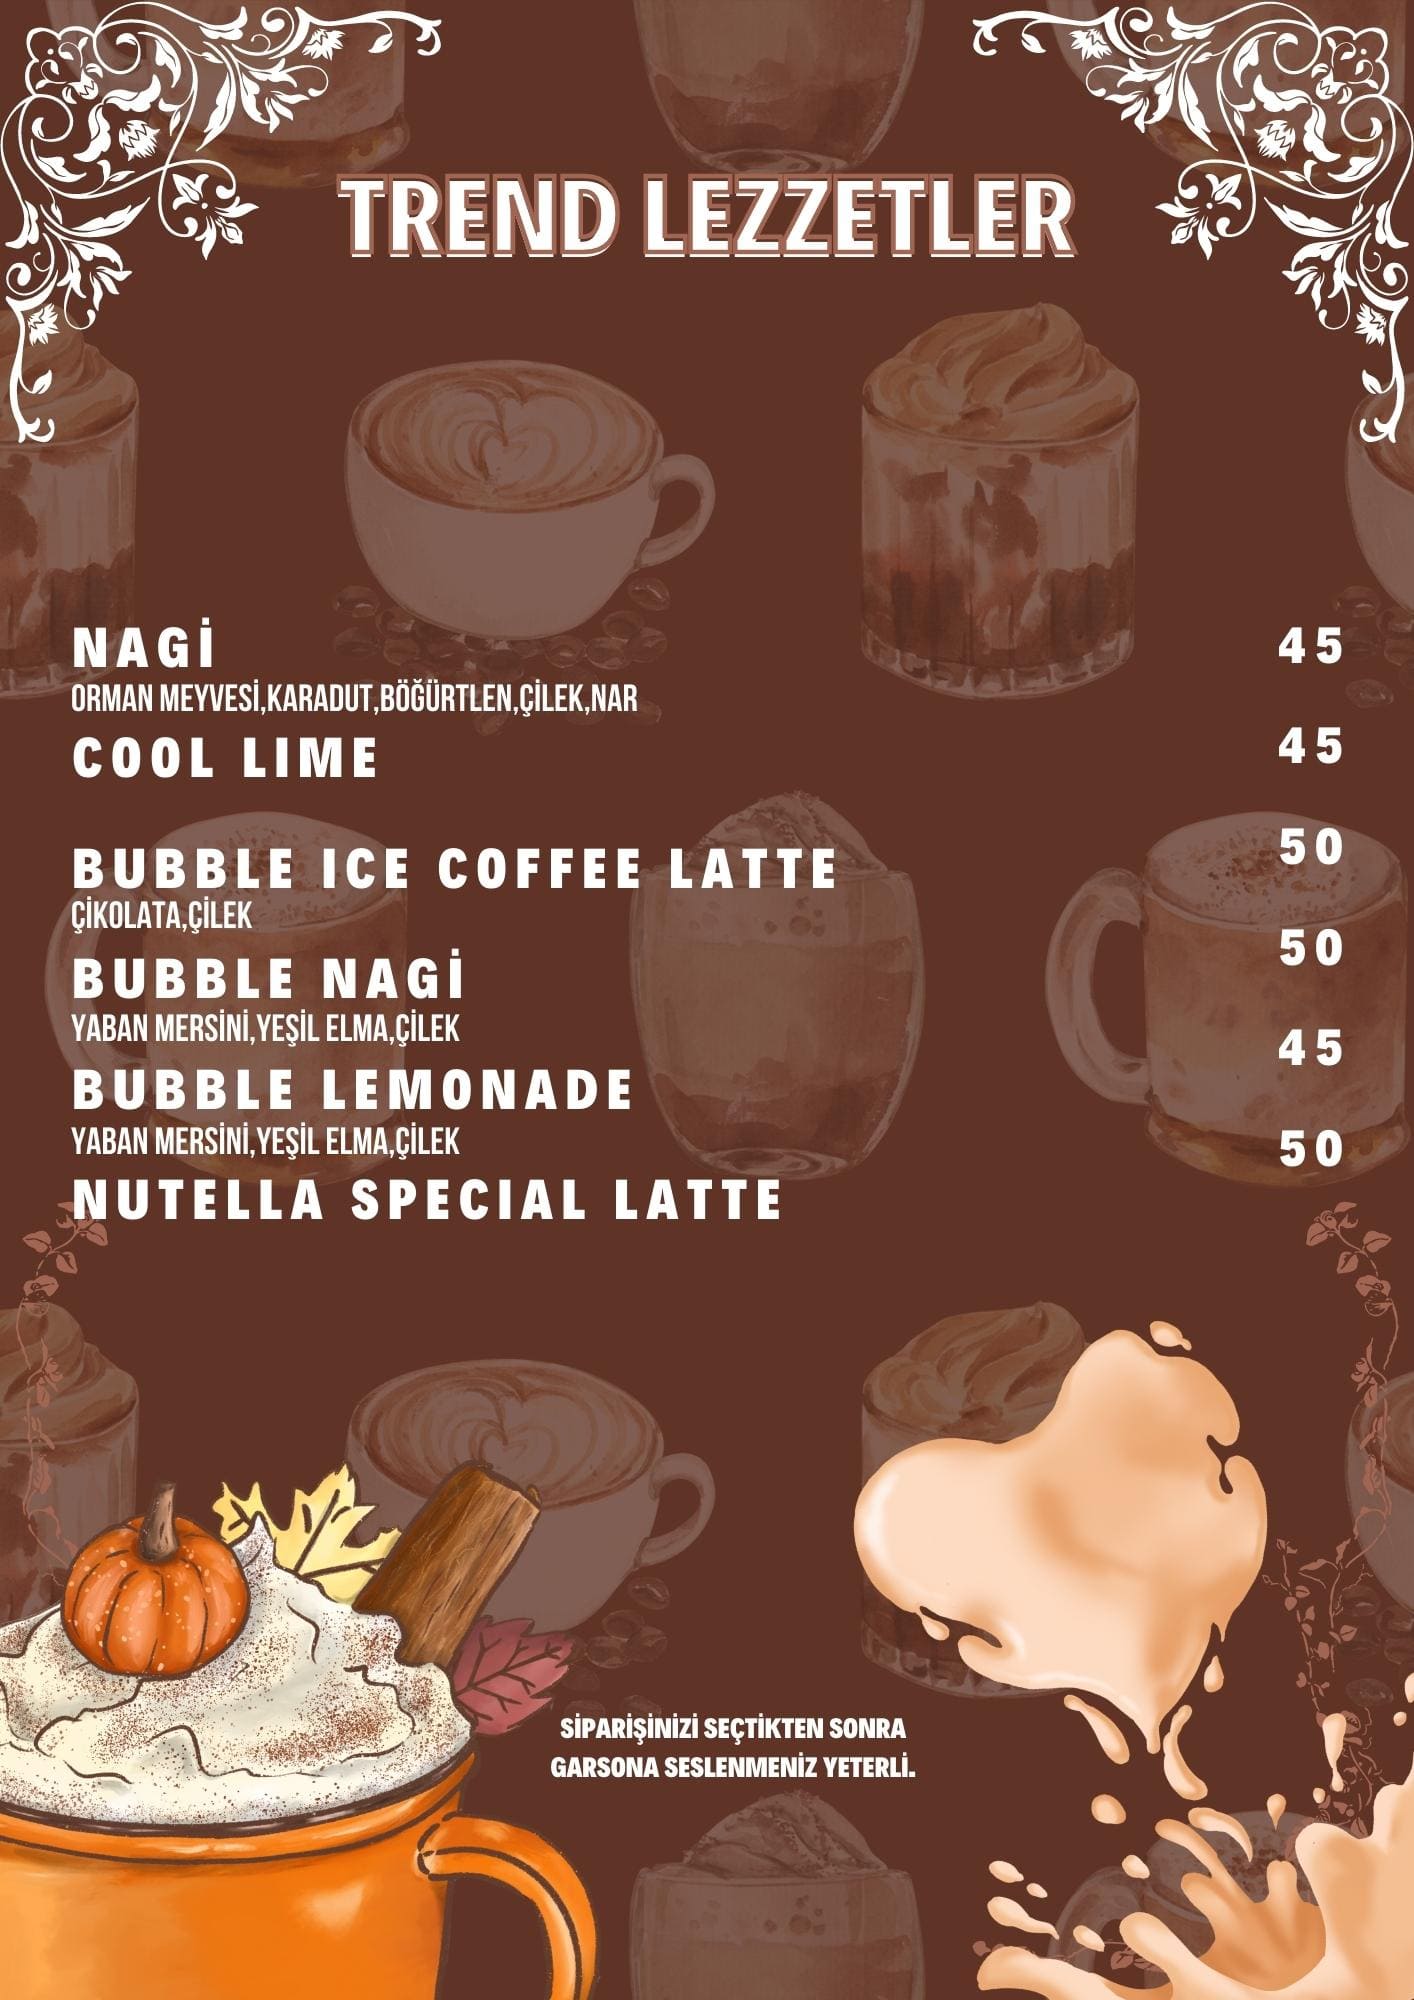 TREND LEZZETLER
NAGİ 45
ORMAN MEYVESİ,KARADUT,BÖĞÜRTLEN,ÇİLEK,NAR
COOL LIME 45
BUBBLE ICE COFFEE LATTE 50
ÇİKOLATA,ÇİLEK
BUBBLE NAGİ 50
YABAN MERSİNİ,YEŞİL ELMA,ÇİLEK
BUBBLE LEMONADE 45
YABAN MERSİNİ,YEŞİL ELMA,ÇİLEK
NUTELLA SPECIAL LATTE 50
SİPARİŞİNİZİ SEÇTİKTEN SONRA
GARSONA SESLENMENİZ YETERLİ.